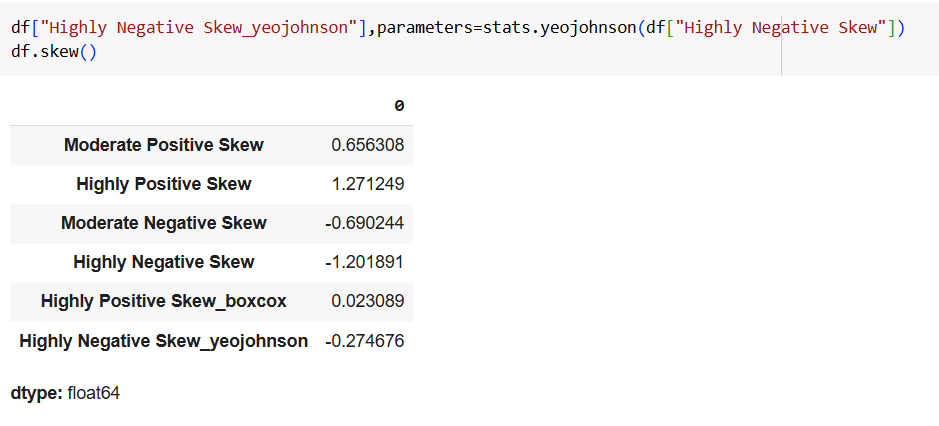 df["Highly Negative Skew_yeojohnson"],parameters=stats.yeojohnson(df["Highly Negative Skew"])
df.skew()
0
Moderate Positive Skew 0.656308
Highly Positive Skew 1.271249
Moderate Negative Skew -0.690244
Highly Negative Skew -1.201891
Highly Positive Skew_boxcox 0.023089
Highly Negative Skew_yeojohnson -0.274676
dtype: float64